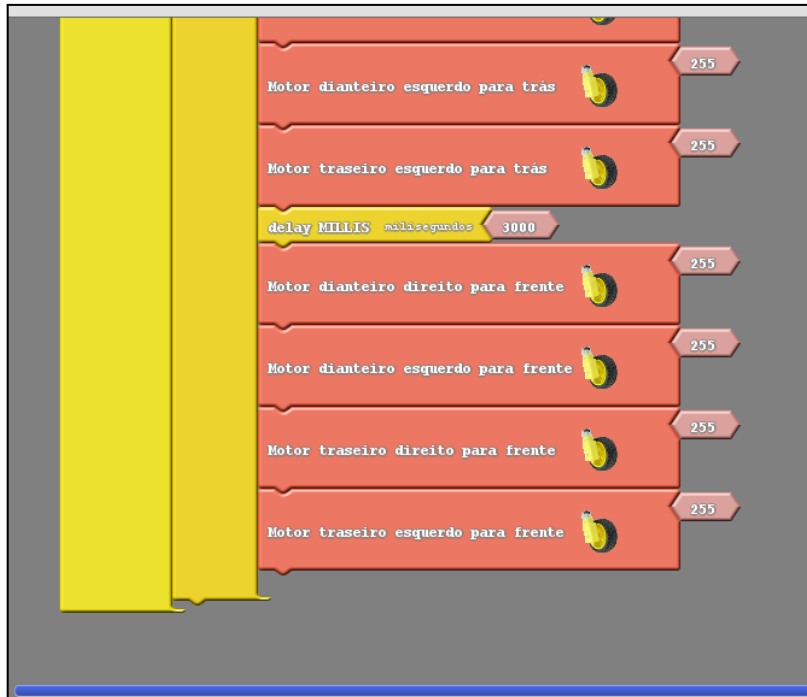 255
Motor dianteiro esquerdo para trás
255
Motor traseiro esquerdo para trás
delay MILLIS milisegundos 3000
255
Motor dianteiro direito para frente
255
Motor dianteiro esquerdo para frente
255
Motor traseiro direito para frente
255
Motor traseiro esquerdo para frente